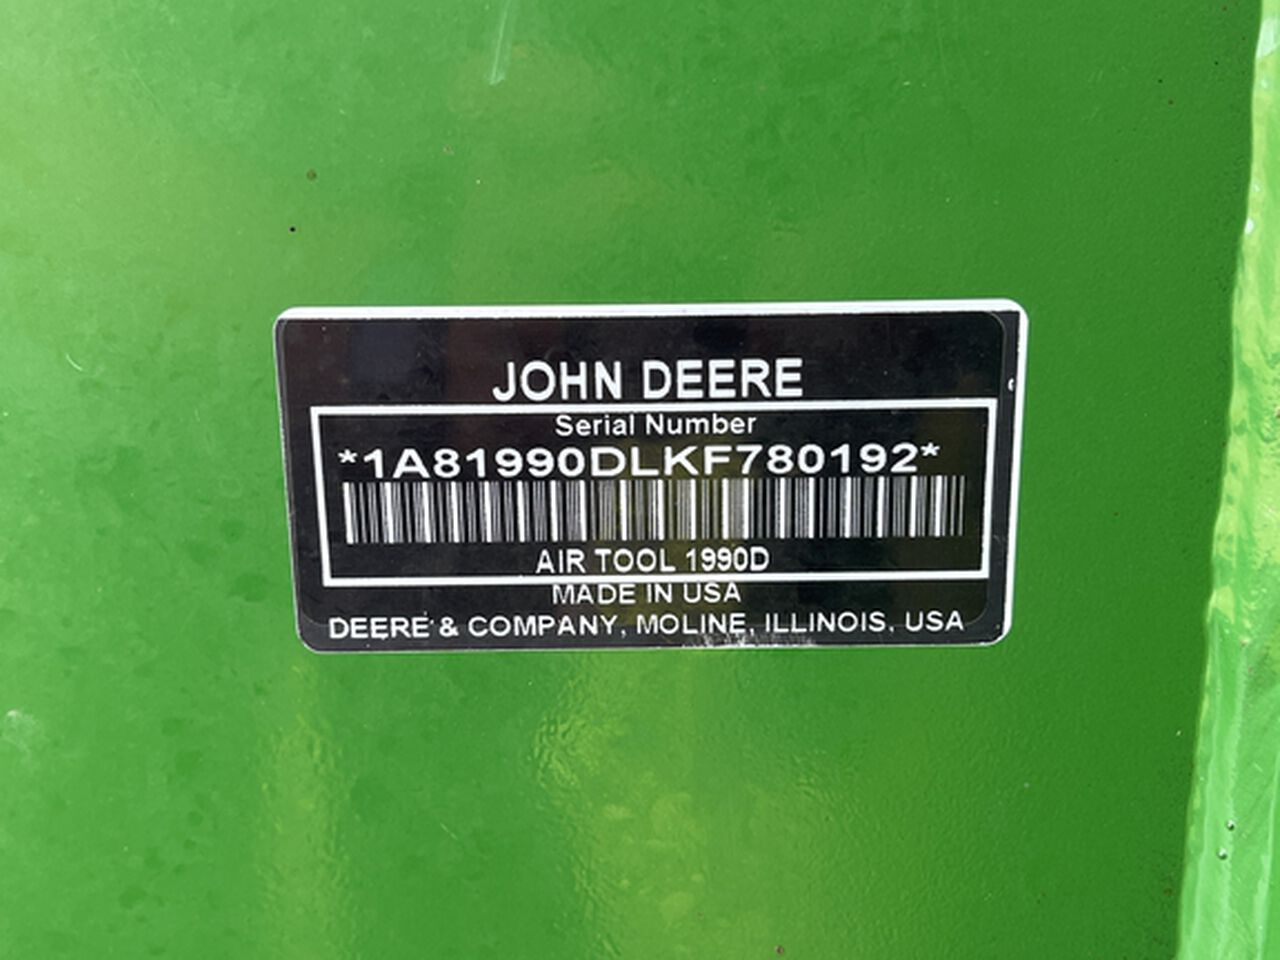 JOHN DEERE
Serial Number
*1A81990DLKF780192*
AIR TOOL 1990D
MADE IN USA
DEERE & COMPANY, MOLINE, ILLINOIS, USA